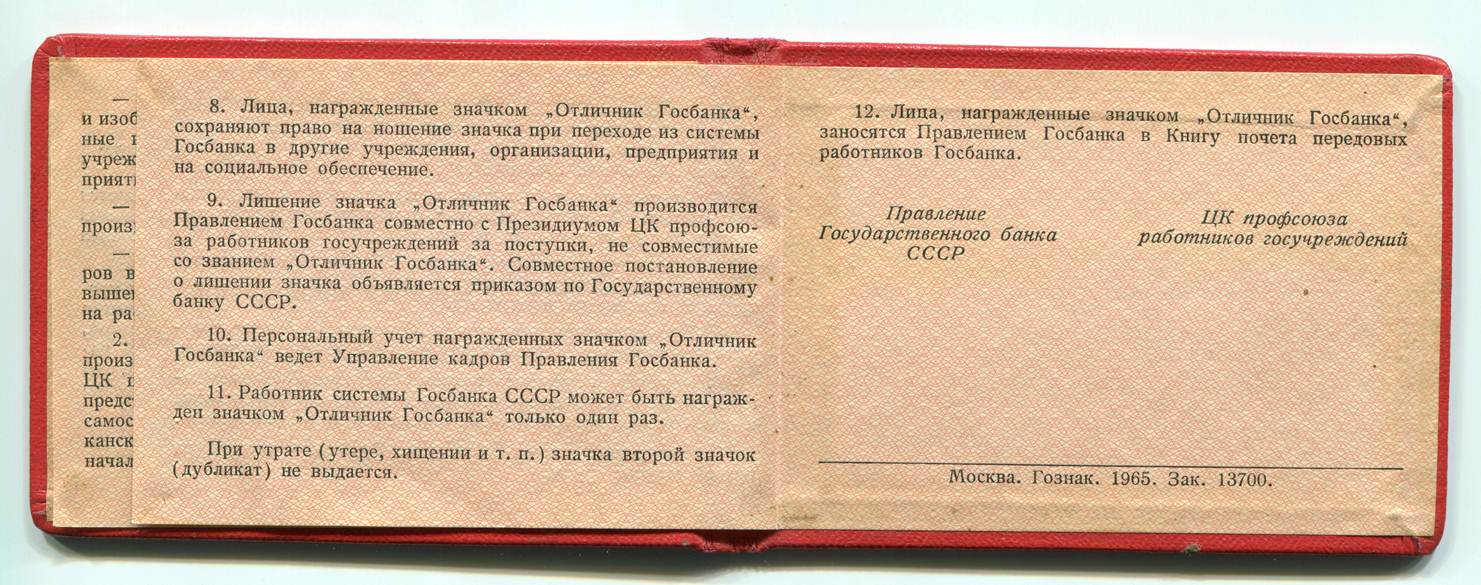 —
и изоб
ные и
учреж
прияти
—
произ
—
ров в
выше
на ра
2.
произ
ЦК п
предс
самос
канск
начал
8. Лица, награжденные значком „Отличник Госбанка“,
сохраняют право на ношение значка при переходе из системы
Госбанка в другие учреждения, организации, предприятия и
на социальное обеспечение.
9. Лишение значка „Отличник Госбанка“ производится
Правлением Госбанка совместно с Президиумом ЦК профсою-
за работников госучреждений за поступки, не совместимые
со званием „Отличник Госбанка“. Совместное постановление
о лишении значка объявляется приказом по Государственному
банку СССР.
10. Персональный учет награжденных значком „Отличник
Госбанка“ ведет Управление кадров Правления Госбанка.
11. Работник системы Госбанка СССР может быть награж-
ден значком „Отличник Госбанка“ только один раз.
При утрате (утере, хищении и т. п.) значка второй значок
(дубликат) не выдается.
12. Лица, награжденные значком „Отличник Госбанка“,
заносятся Правлением Госбанка в Книгу почета передовых
работников Госбанка.
Правление
Государственного банка
СССР
ЦК профсоюза
работников госучреждений
Москва. Гознак. 1965. Зак. 13700.